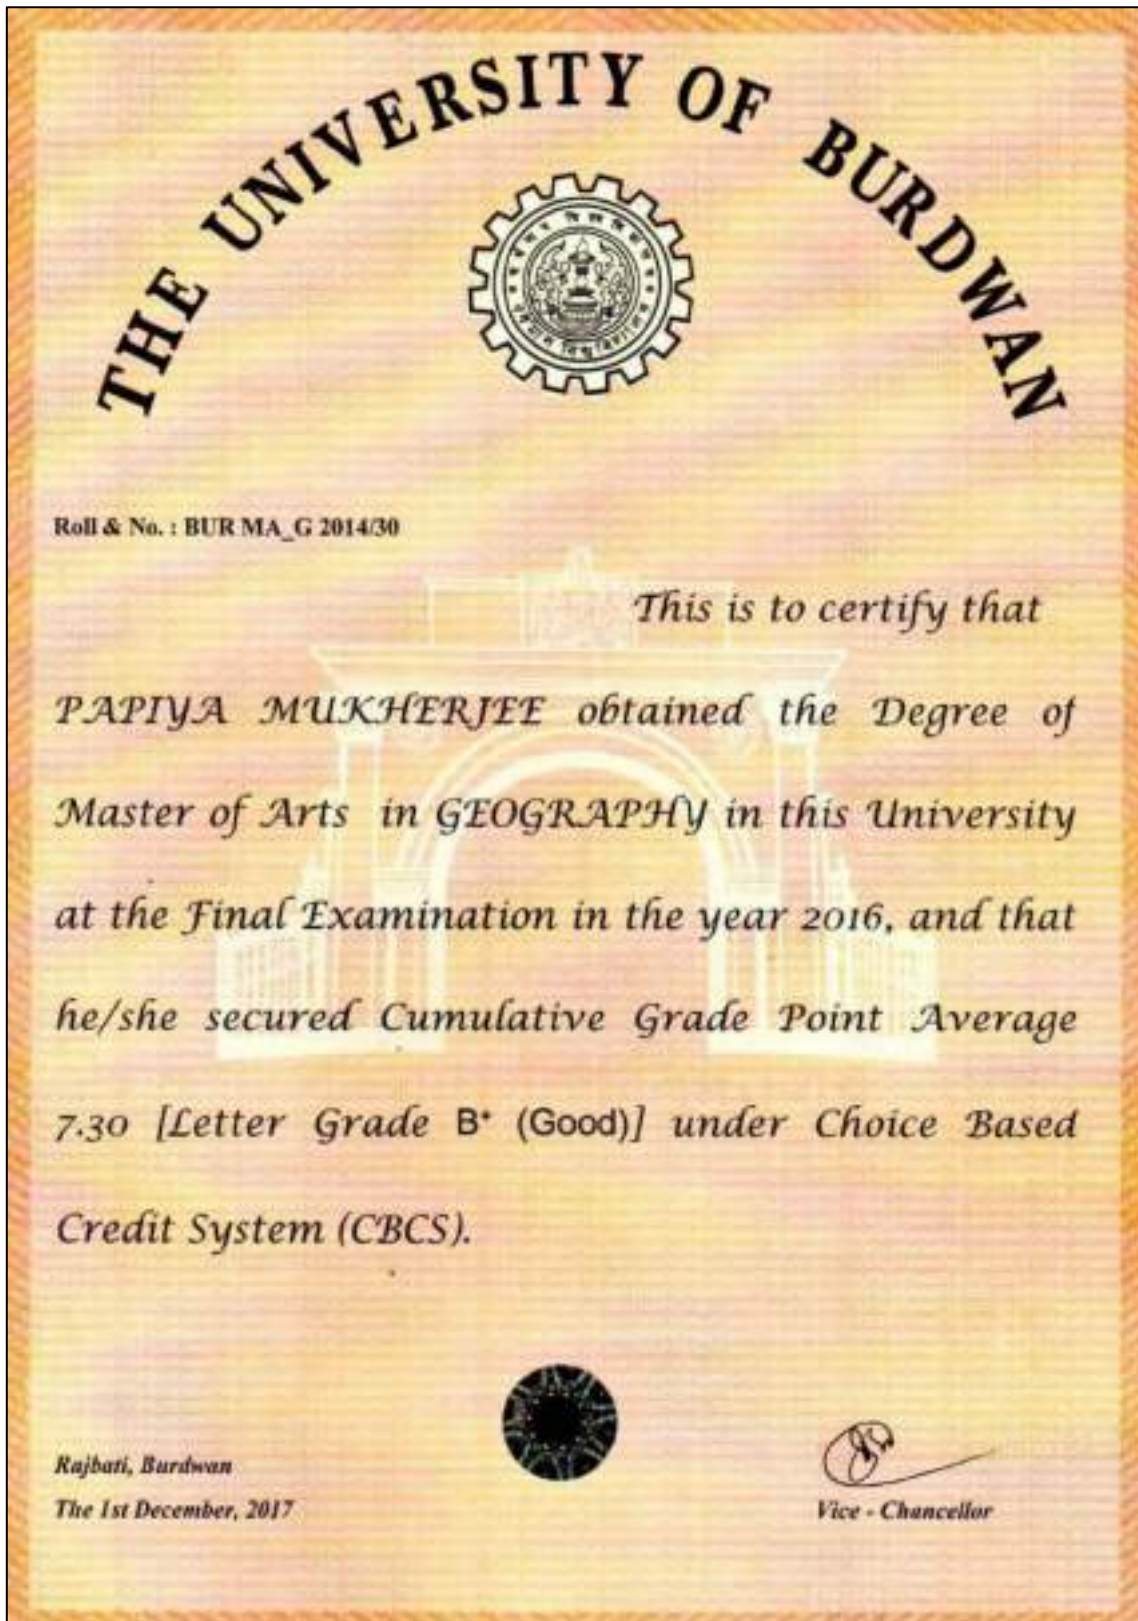 THE UNIVERSITY OF BURDWAN
Roll & No. : BUR MA_G 2014/30
This is to certify that
PAPIYA MUKHERJEE obtained the Degree of
Master of Arts in GEOGRAPHY in this University
at the Final Examination in the year 2016, and that
he/she secured Cumulative Grade Point Average
7.30 [Letter Grade B⁺ (Good)] under Choice Based
Credit System (CBCS).
Rajbati, Burdwan
The 1st December, 2017
Vice - Chancellor